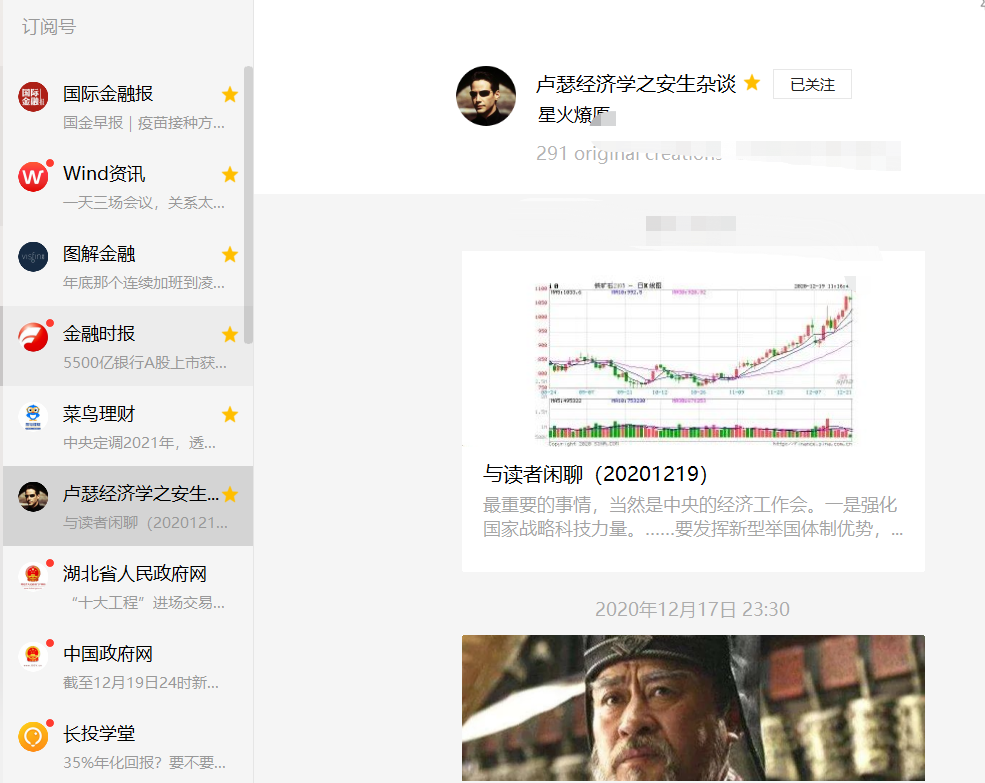 订阅号
国际金融报
国金早报｜疫苗接种方...
Wind资讯
一天三场会议，关系太...
图解金融
年底那个连续加班到凌...
金融时报
5500亿银行A股上市获...
菜鸟理财
中央定调2021年，透...
卢瑟经济学之安生...
与读者闲聊（2020121...
湖北省人民政府网
“十大工程”进场交易...
中国政府网
截至12月19日24时新...
长投学堂
35%年化回报？要不要...
卢瑟经济学之安生杂谈
已关注
星火燎原
291 original creations
与读者闲聊（20201219）
最重要的事情，当然是中央的经济工作会。一是强化
国家战略科技力量。......要发挥新型举国体制优势，...
2020年12月17日 23:30